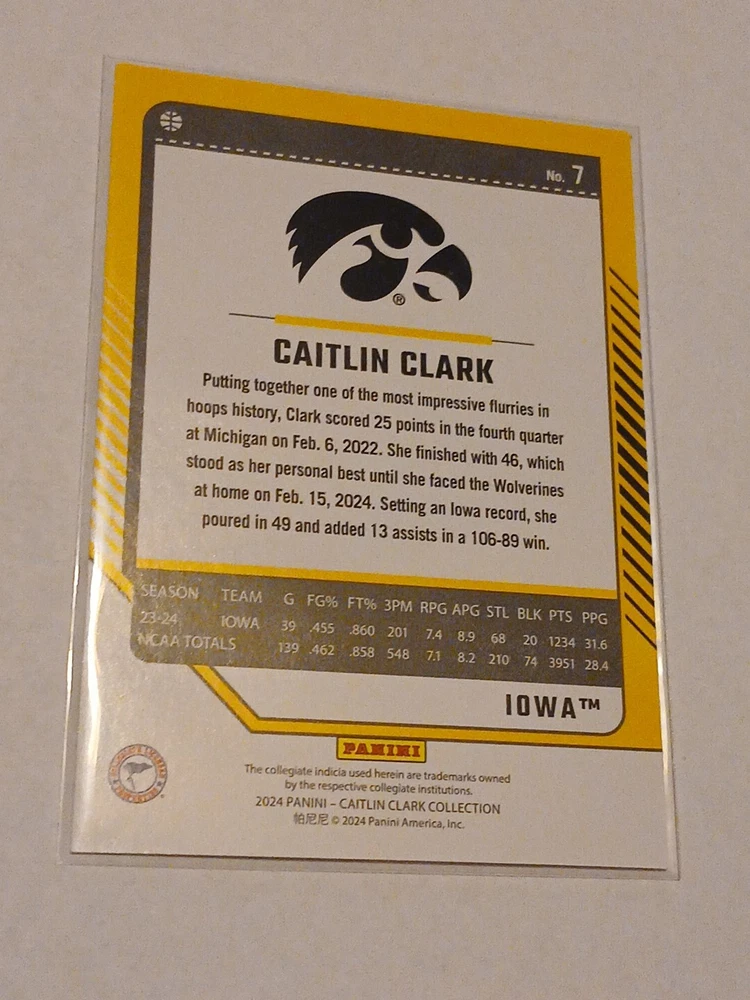 No. 7
®
CAITLIN CLARK
Putting together one of the most impressive flurries in
hoops history, Clark scored 25 points in the fourth quarter
at Michigan on Feb. 6, 2022. She finished with 46, which
stood as her personal best until she faced the Wolverines
at home on Feb. 15, 2024. Setting an Iowa record, she
poured in 49 and added 13 assists in a 106-89 win.
SEASON TEAM G FG% FT% 3PM RPG APG STL BLK PTS PPG
23-24 IOWA 39 .455 .860 201 7.4 8.9 68 20 1234 31.6
NCAA TOTALS 139 .462 .858 548 7.1 8.2 210 74 3951 28.4
IOWA™
PANINI
The collegiate indicia used herein are trademarks owned
by the respective collegiate institutions.
2024 PANINI – CAITLIN CLARK COLLECTION
帕尼尼 © 2024 Panini America, Inc.